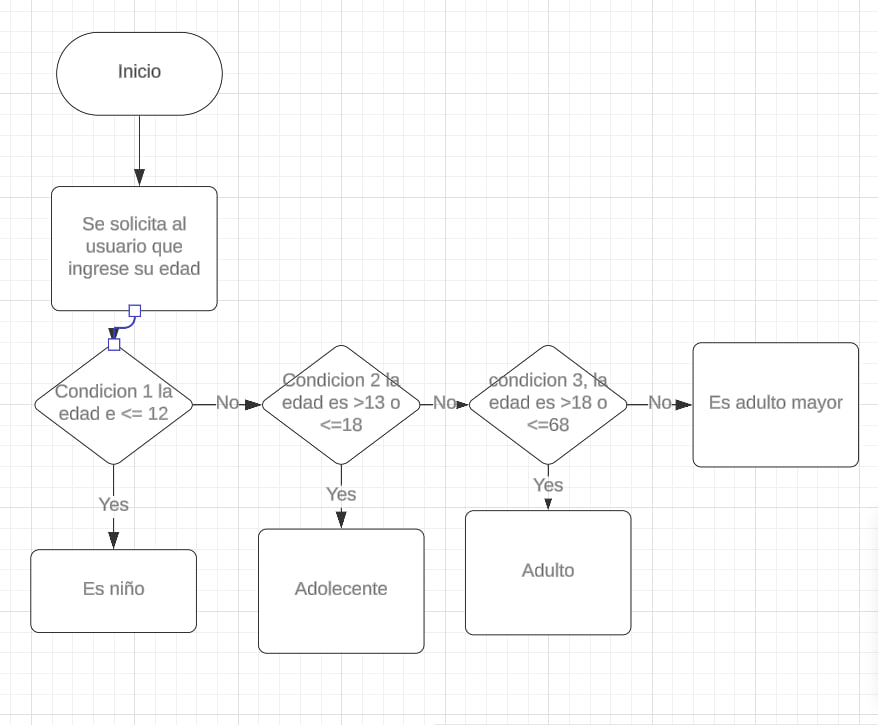 Inicio
Se solicita al
usuario que
ingrese su edad
Condicion 1 la
edad e <= 12
No
Condicion 2 la
edad es >13 o
<=18
No
condicion 3, la
edad es >18 o
<=68
No
Es adulto mayor
Yes
Yes
Yes
Es niño
Adolecente
Adulto